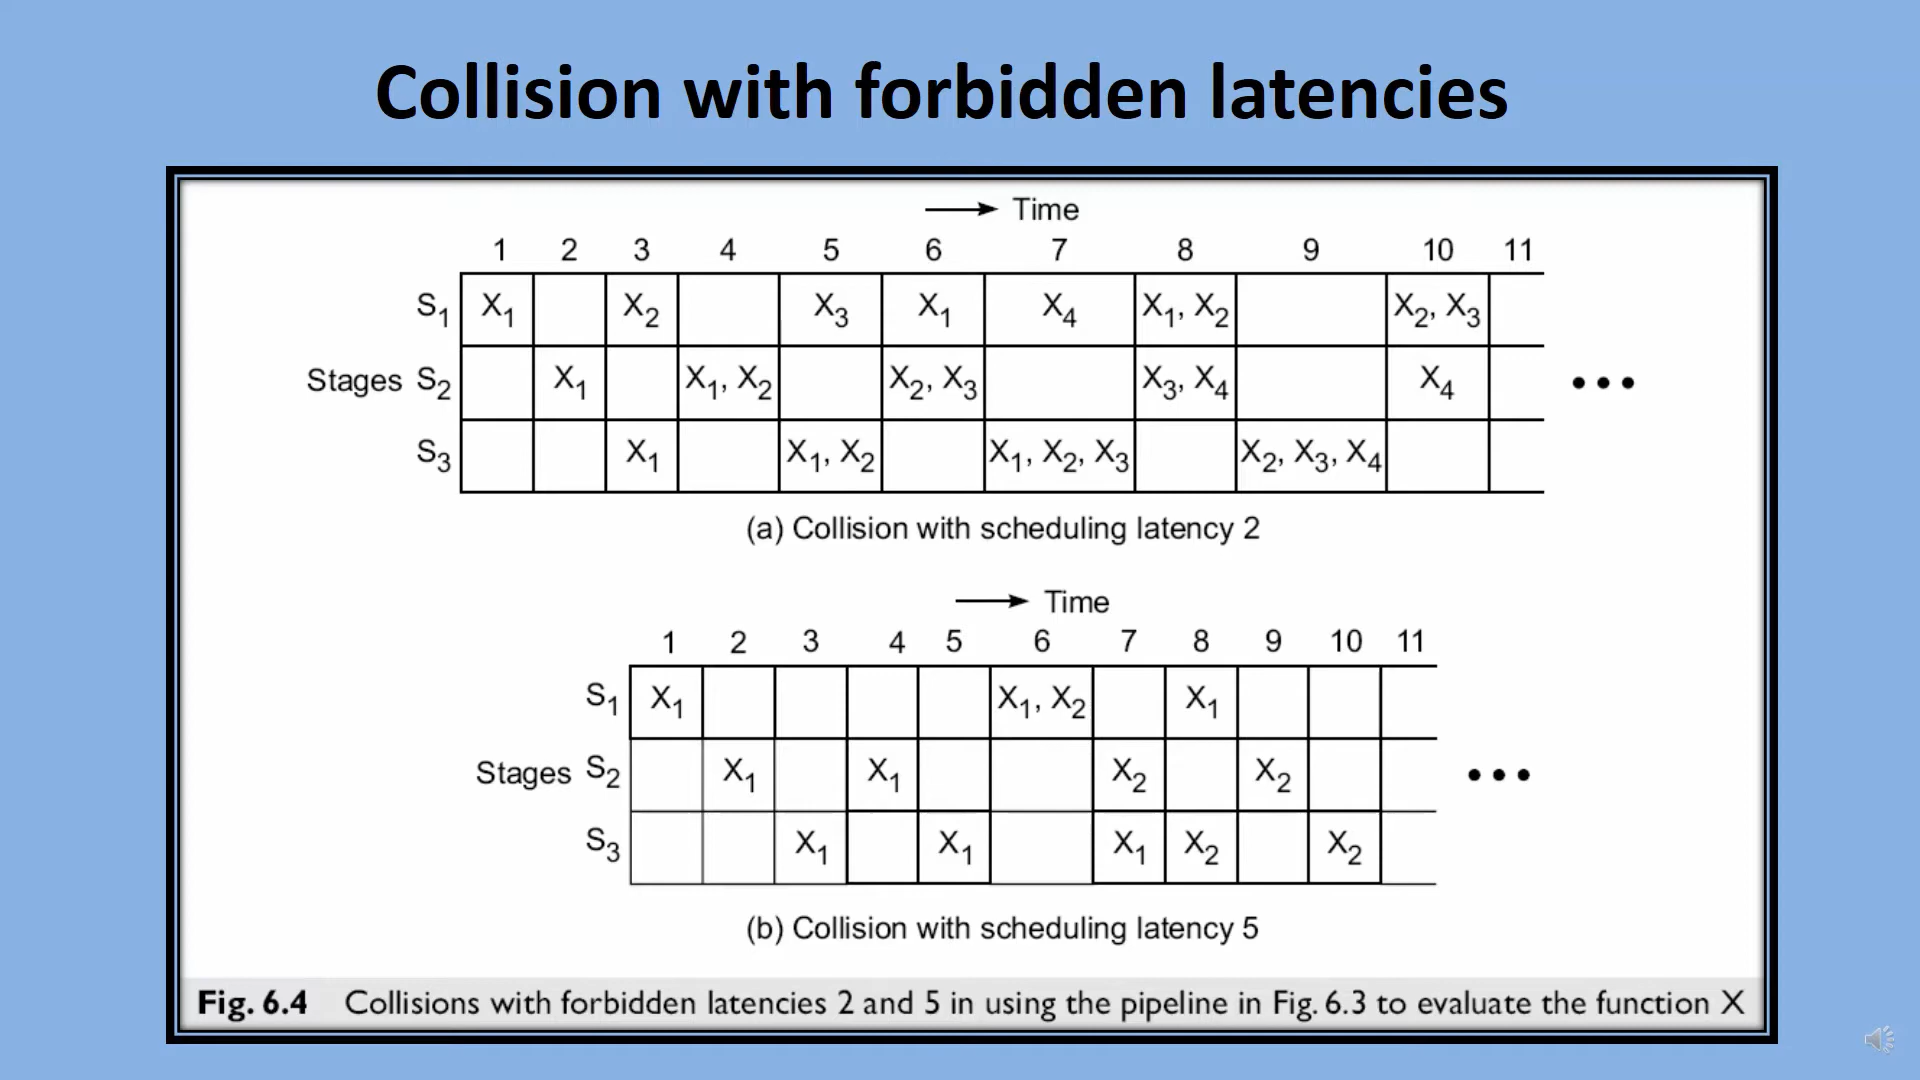 Collision with forbidden latencies
Time
1 2 3 4 5 6 7 8 9 10 11
S1 X1 X2 X3 X1 X4 X1, X2 X2, X3
Stages S2 X1 X1, X2 X2, X3 X3, X4 X4 •••
S3 X1 X1, X2 X1, X2, X3 X2, X3, X4
(a) Collision with scheduling latency 2
Time
1 2 3 4 5 6 7 8 9 10 11
S1 X1 X1, X2 X1
Stages S2 X1 X1 X2 X2 •••
S3 X1 X1 X1 X2 X2
(b) Collision with scheduling latency 5
Fig. 6.4 Collisions with forbidden latencies 2 and 5 in using the pipeline in Fig. 6.3 to evaluate the function X